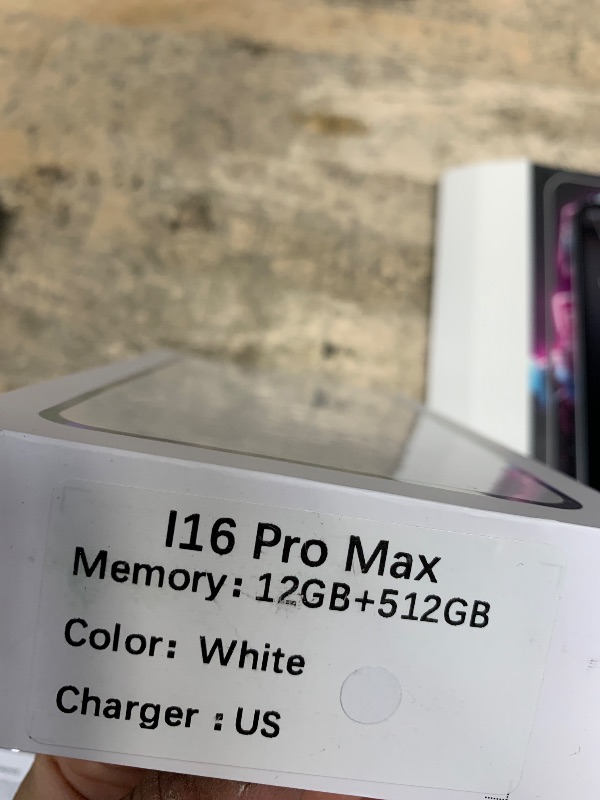 I16 Pro Max
Memory: 12GB+512GB
Color: White
Charger : US